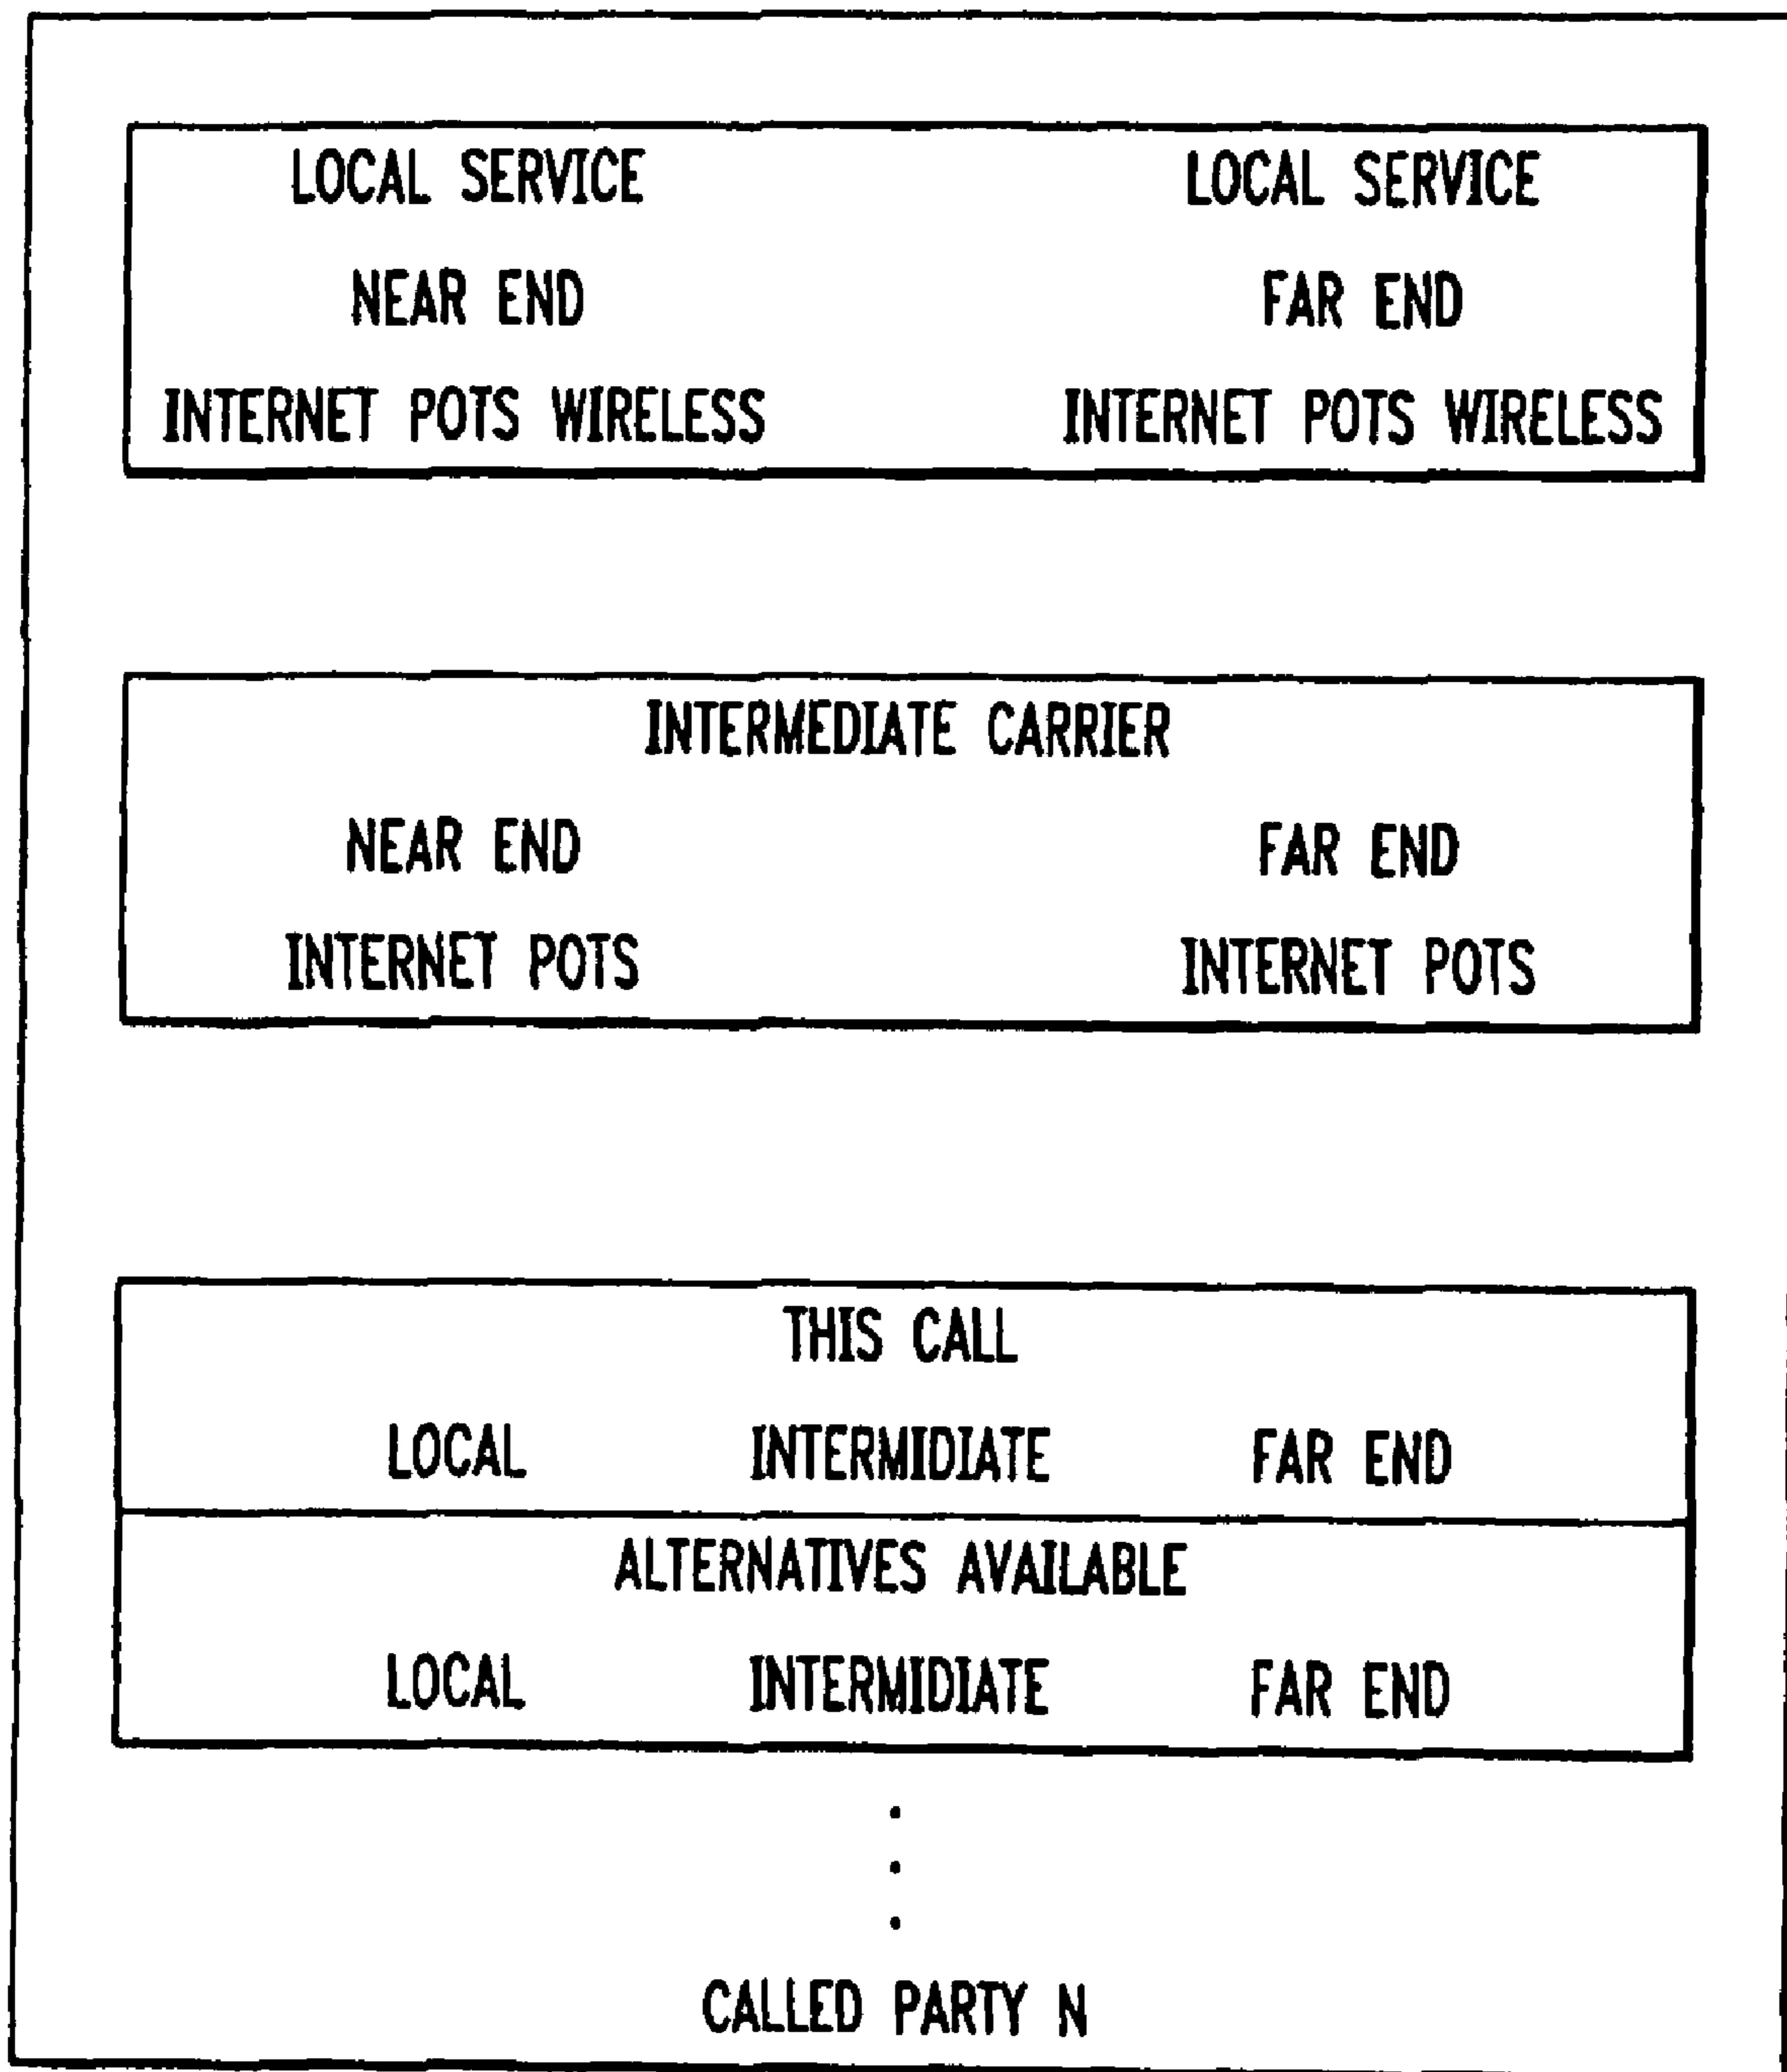 LOCAL SERVICE LOCAL SERVICE
NEAR END FAR END
INTERNET POTS WIRELESS INTERNET POTS WIRELESS
INTERMEDIATE CARRIER
NEAR END FAR END
INTERNET POTS INTERNET POTS
THIS CALL
LOCAL INTERMIDIATE FAR END
ALTERNATIVES AVAILABLE
LOCAL INTERMIDIATE FAR END
CALLED PARTY N